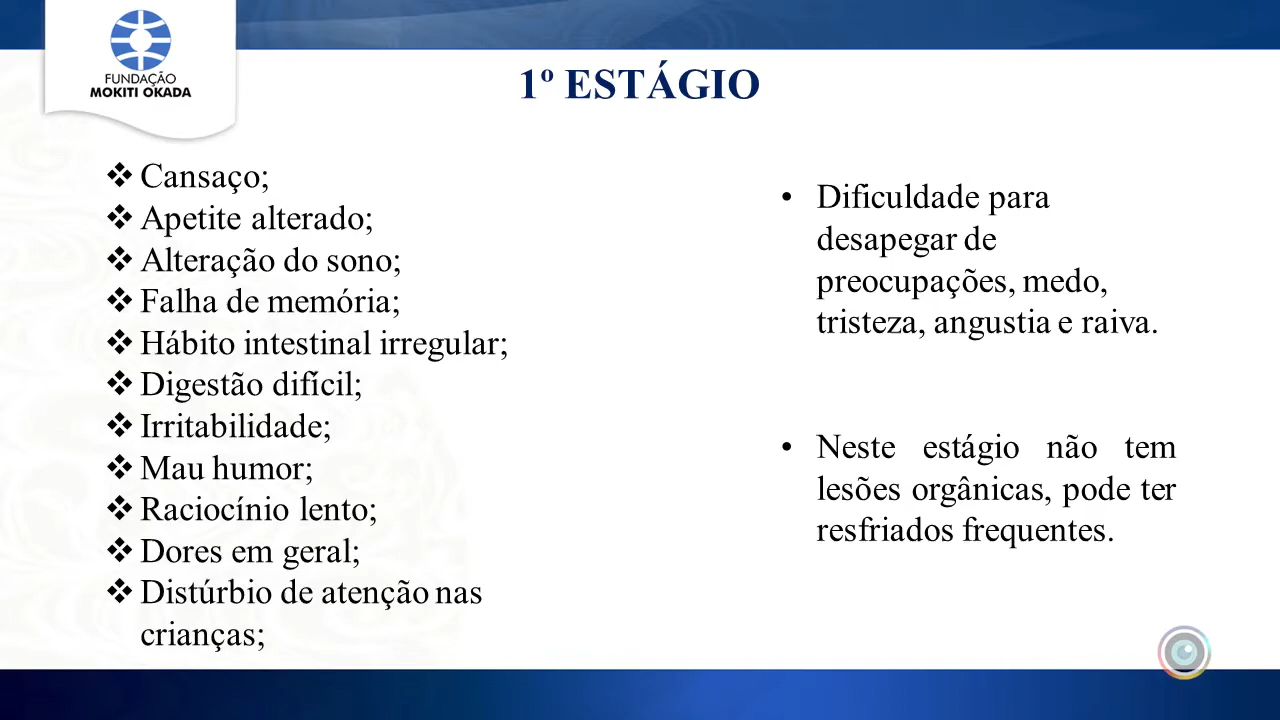 FUNDAÇÃO
MOKITI OKADA
1º ESTÁGIO
❖ Cansaço;
❖ Apetite alterado;
❖ Alteração do sono;
❖ Falha de memória;
❖ Hábito intestinal irregular;
❖ Digestão difícil;
❖ Irritabilidade;
❖ Mau humor;
❖ Raciocínio lento;
❖ Dores em geral;
❖ Distúrbio de atenção nas
crianças;
• Dificuldade para
desapegar de
preocupações, medo,
tristeza, angustia e raiva.
• Neste estágio não tem
lesões orgânicas, pode ter
resfriados frequentes.